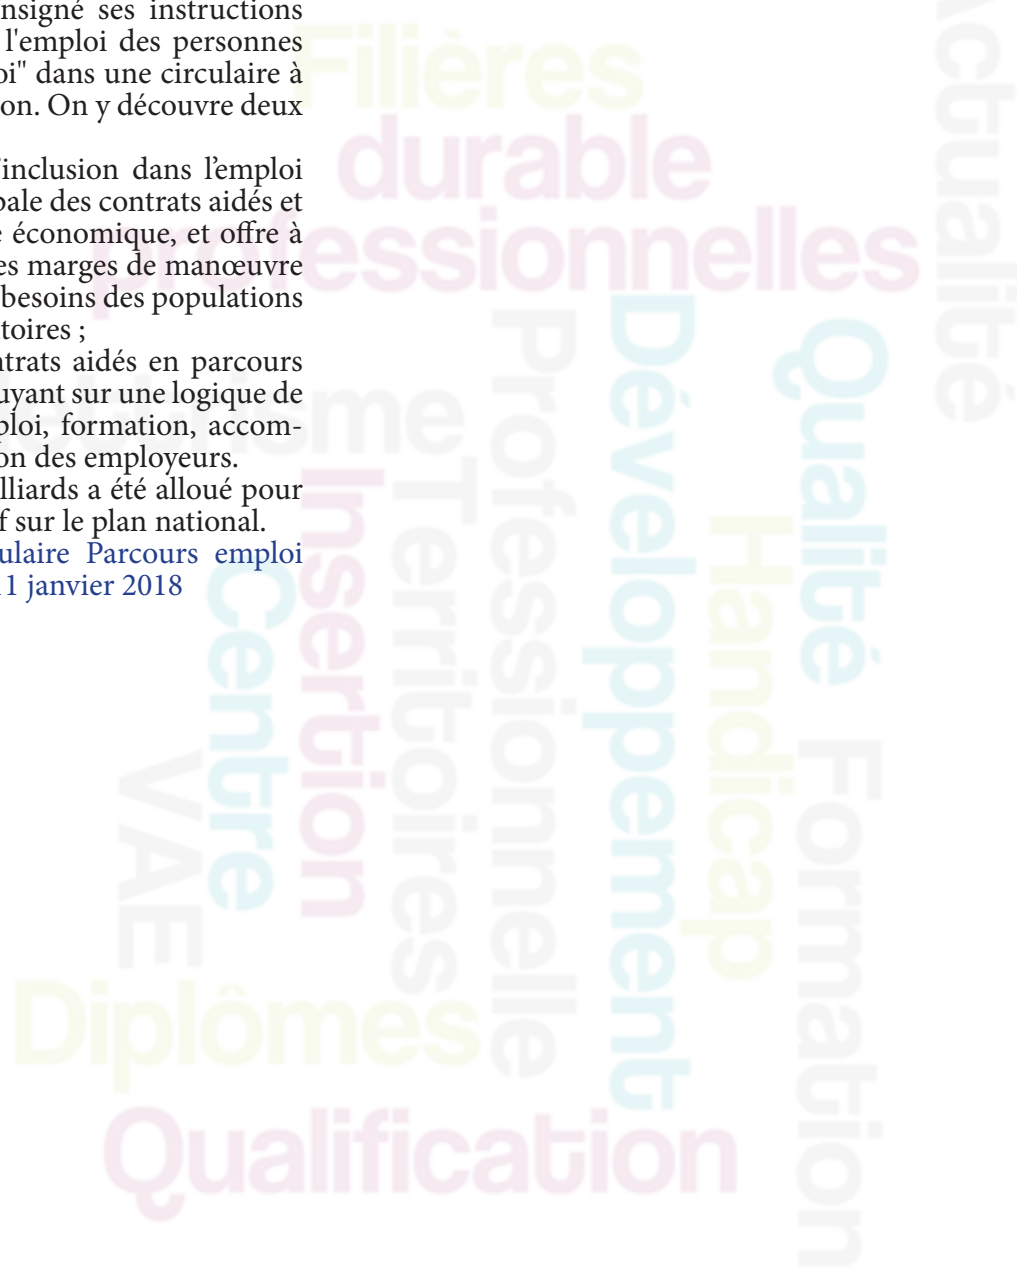 nsigné ses instructions
l'emploi des personnes
oi" dans une circulaire à
on. On y découvre deux
inclusion dans l'emploi
pale des contrats aidés et
e économique, et offre à
es marges de manœuvre
besoins des populations
toires ;
ntrats aidés en parcours
uyant sur une logique de
ploi, formation, accom-
on des employeurs.
lliards a été alloué pour
f sur le plan national.
ulaire Parcours emploi
11 janvier 2018
Filières
durable
professionnelles
Actualité
Professionnelle
Développement
Qualité
Insertion
Territoires
Handicap
Centre
VAE
Formation
Diplômes
Qualification